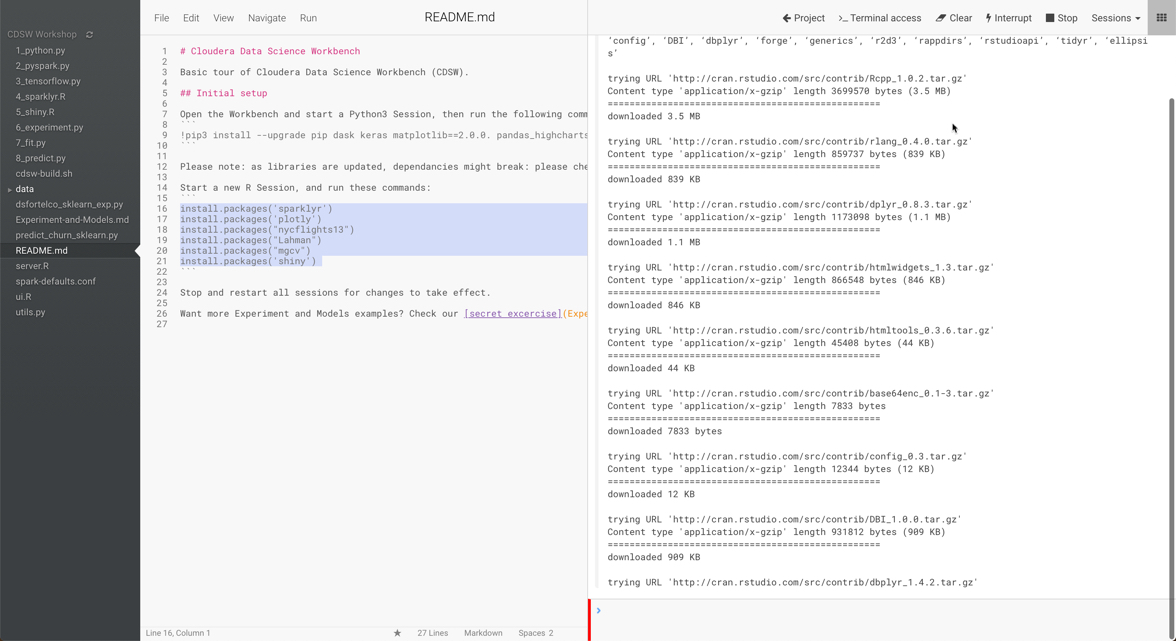 File Edit View Navigate Run
README.md
Project Terminal access Clear Interrupt Stop Sessions
CDSW Workshop
1_python.py
2_pyspark.py
3_tensorflow.py
4_sparklyr.R
5_shiny.R
6_experiment.py
7_fit.py
8_predict.py
cdsw-build.sh
data
dsfortelco_sklearn_exp.py
Experiment-and-Models.md
predict_churn_sklearn.py
README.md
server.R
spark-defaults.conf
ui.R
utils.py
1 # Cloudera Data Science Workbench
2
3 Basic tour of Cloudera Data Science Workbench (CDSW).
4
5 ## Initial setup
6
7 Open the Workbench and start a Python3 Session, then run the following comm
8 ```
9 !pip3 install --upgrade pip dask keras matplotlib==2.0.0. pandas_highcharts
10 ```
11
12 Please note: as libraries are updated, dependancies might break: please che
13
14 Start a new R Session, and run these commands:
15 ```
16 install.packages('sparklyr')
17 install.packages('plotly')
18 install.packages("nycflights13")
19 install.packages("Lahman")
20 install.packages("mgcv")
21 install.packages('shiny')
22 ```
23
24 Stop and restart all sessions for changes to take effect.
25
26 Want more Experiment and Models examples? Check our [secret excercise](Expe
27
Line 16, Column 1 ★ 27 Lines Markdown Spaces 2
'config', 'DBI', 'dbplyr', 'forge', 'generics', 'r2d3', 'rappdirs', 'rstudioapi', 'tidyr', 'ellipsi
s'
trying URL 'http://cran.rstudio.com/src/contrib/Rcpp_1.0.2.tar.gz'
Content type 'application/x-gzip' length 3699570 bytes (3.5 MB)
==================================================
downloaded 3.5 MB
trying URL 'http://cran.rstudio.com/src/contrib/rlang_0.4.0.tar.gz'
Content type 'application/x-gzip' length 859737 bytes (839 KB)
==================================================
downloaded 839 KB
trying URL 'http://cran.rstudio.com/src/contrib/dplyr_0.8.3.tar.gz'
Content type 'application/x-gzip' length 1173098 bytes (1.1 MB)
==================================================
downloaded 1.1 MB
trying URL 'http://cran.rstudio.com/src/contrib/htmlwidgets_1.3.tar.gz'
Content type 'application/x-gzip' length 866548 bytes (846 KB)
==================================================
downloaded 846 KB
trying URL 'http://cran.rstudio.com/src/contrib/htmltools_0.3.6.tar.gz'
Content type 'application/x-gzip' length 45408 bytes (44 KB)
==================================================
downloaded 44 KB
trying URL 'http://cran.rstudio.com/src/contrib/base64enc_0.1-3.tar.gz'
Content type 'application/x-gzip' length 7833 bytes
==================================================
downloaded 7833 bytes
trying URL 'http://cran.rstudio.com/src/contrib/config_0.3.tar.gz'
Content type 'application/x-gzip' length 12344 bytes (12 KB)
==================================================
downloaded 12 KB
trying URL 'http://cran.rstudio.com/src/contrib/DBI_1.0.0.tar.gz'
Content type 'application/x-gzip' length 931812 bytes (909 KB)
==================================================
downloaded 909 KB
trying URL 'http://cran.rstudio.com/src/contrib/dbplyr_1.4.2.tar.gz'
›